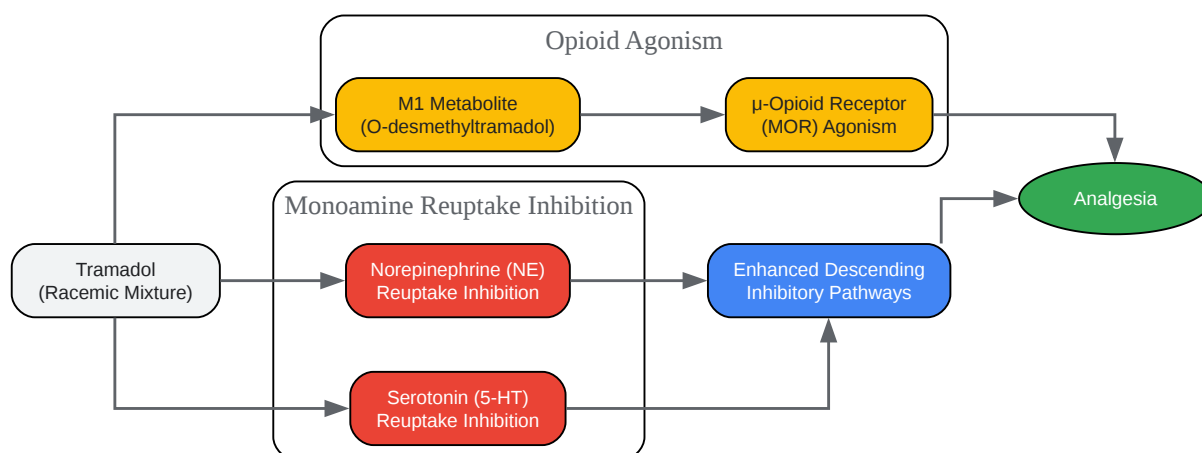 Opioid Agonism
M1 Metabolite
(O-desmethyltramadol)
μ-Opioid Receptor
(MOR) Agonism
Analgesia
Monoamine Reuptake Inhibition
Tramadol
(Racemic Mixture)
Norepinephrine (NE)
Reuptake Inhibition
Enhanced Descending
Inhibitory Pathways
Serotonin (5-HT)
Reuptake Inhibition